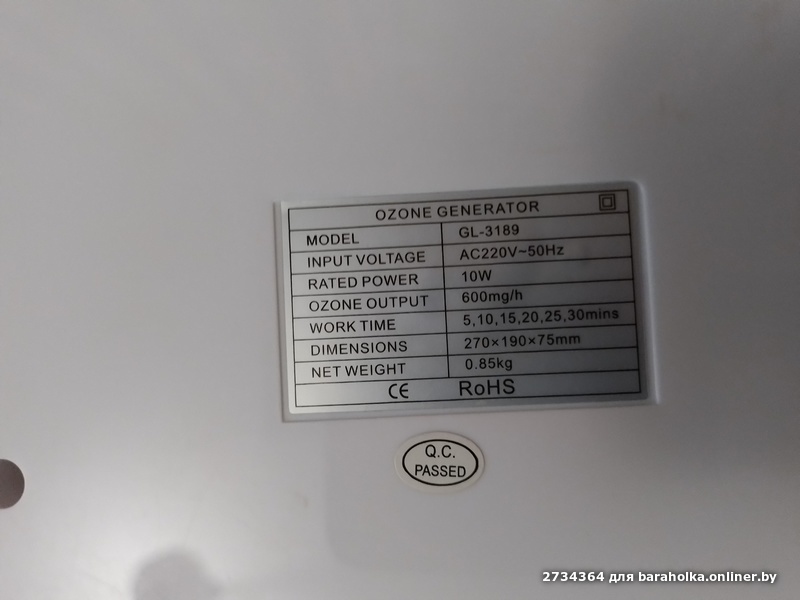 OZONE GENERATOR
MODEL GL-3189
INPUT VOLTAGE AC220V~50Hz
RATED POWER 10W
OZONE OUTPUT 600mg/h
WORK TIME 5,10,15,20,25,30mins
DIMENSIONS 270×190×75mm
NET WEIGHT 0.85kg
CE RoHS
Q.C.
PASSED
2734364 для baraholka.onliner.by